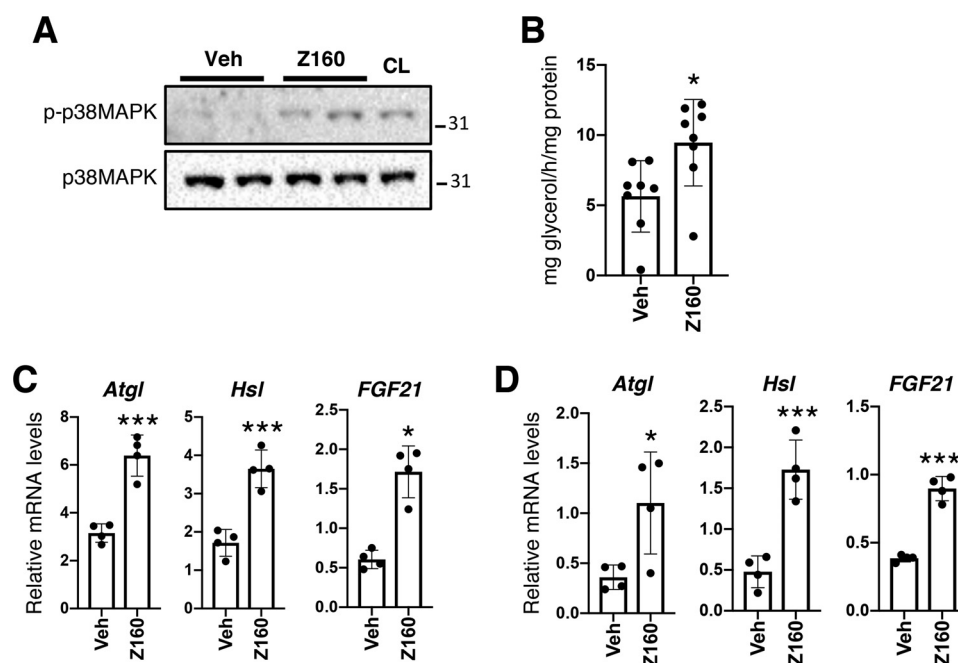 A
Veh Z160 CL
p-p38MAPK
31
p38MAPK
31
B
mg glycerol/h/mg protein
15
10
5
0
*
Veh
Z160
C
Relative mRNA levels
Atgl
8
6
4
2
0
***
Veh
Z160
Hsl
5
4
3
2
1
0
***
Veh
Z160
FGF21
2.5
2.0
1.5
1.0
0.5
0.0
*
Veh
Z160
D
Relative mRNA levels
Atgl
2.0
1.5
1.0
0.5
0.0
*
Veh
Z160
Hsl
2.5
2.0
1.5
1.0
0.5
0.0
***
Veh
Z160
FGF21
1.5
1.0
0.5
0.0
***
Veh
Z160